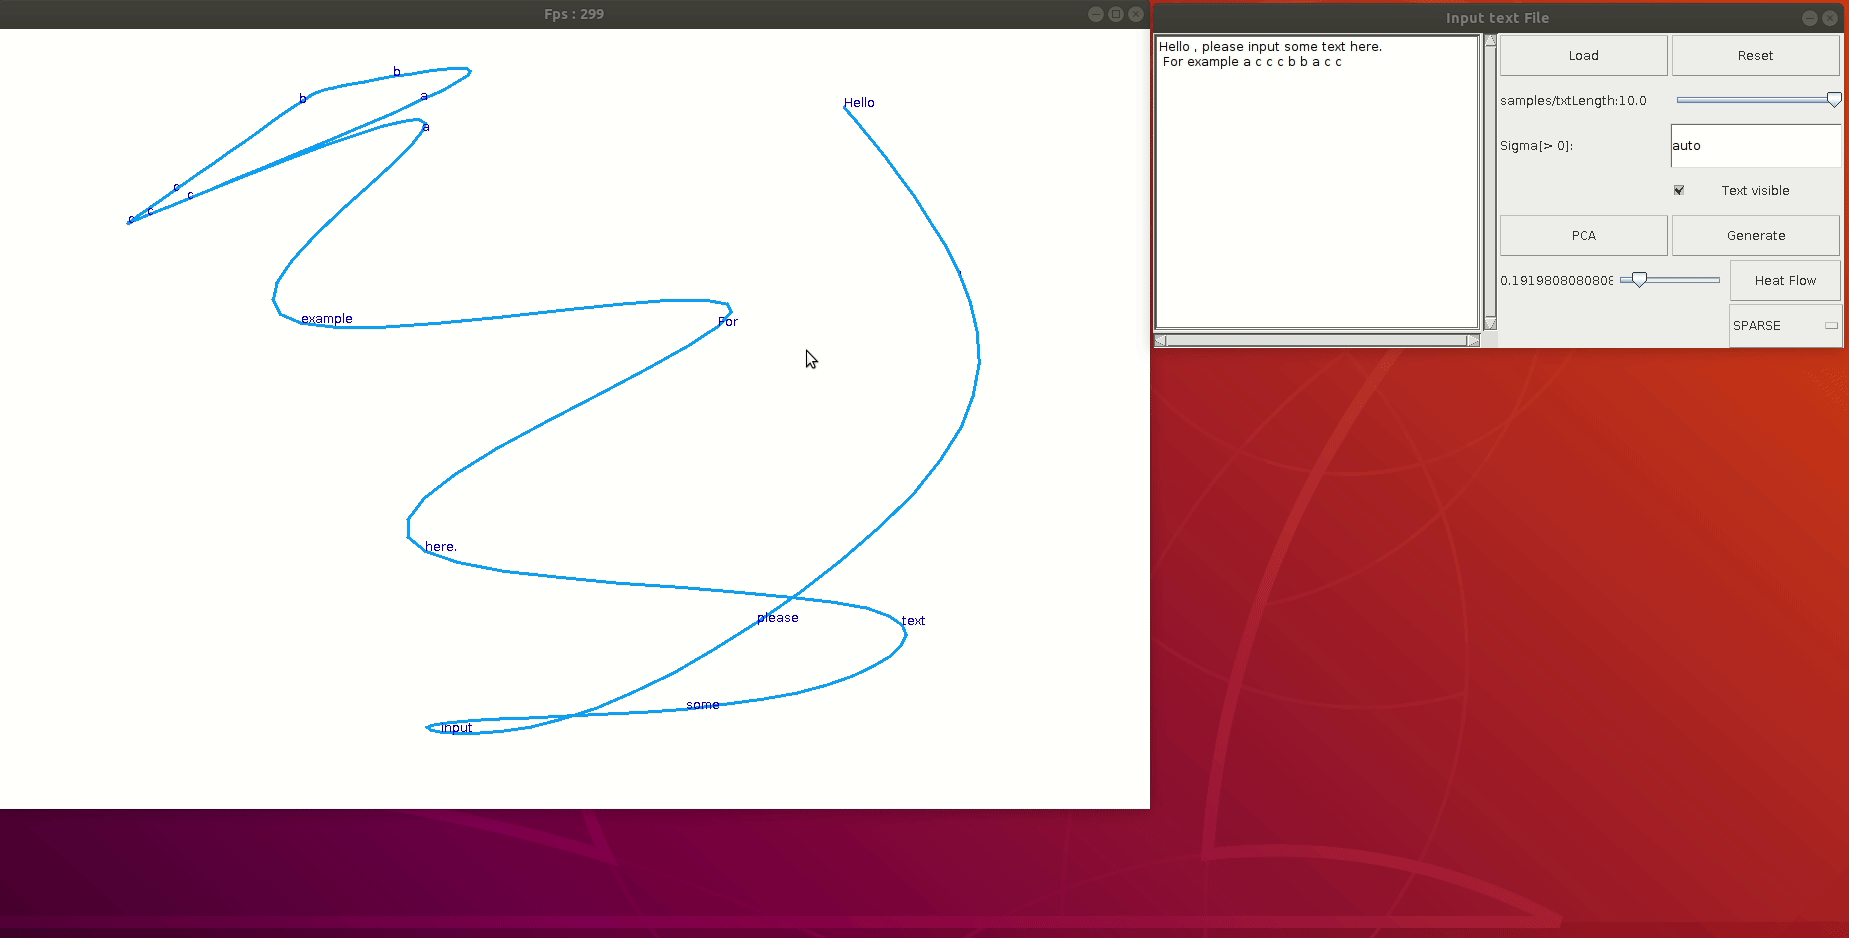 Fps : 299
b
b
a
a
c
c
c
c
Hello
,
example
For
here.
please
text
some
input
Input text File
Hello , please input some text here.
For example a c c c b b a c c
Load
Reset
samples/txtLength:10.0
Sigma[> 0]:
auto
Text visible
PCA
Generate
0.191980808080
Heat Flow
SPARSE